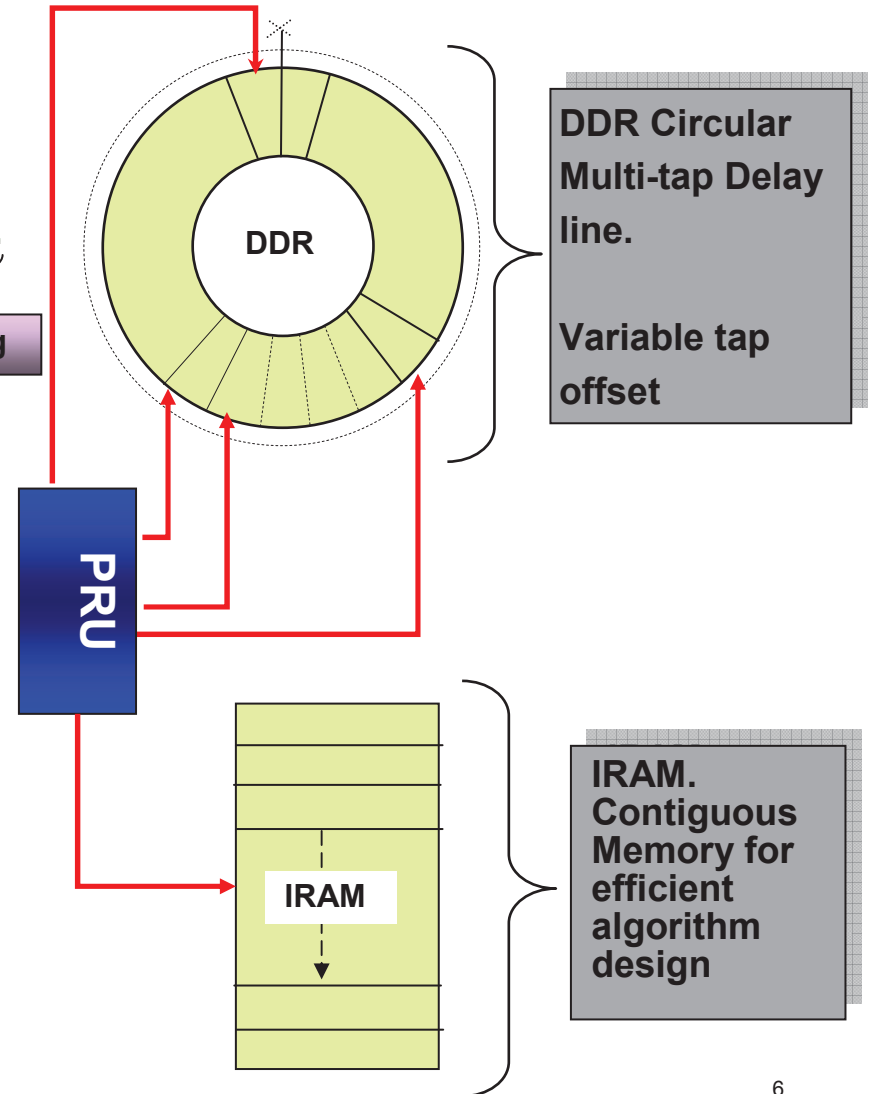 DDR
DDR Circular
Multi-tap Delay
line.
Variable tap
offset
PRU
IRAM
IRAM.
Contiguous
Memory for
efficient
algorithm
design
6